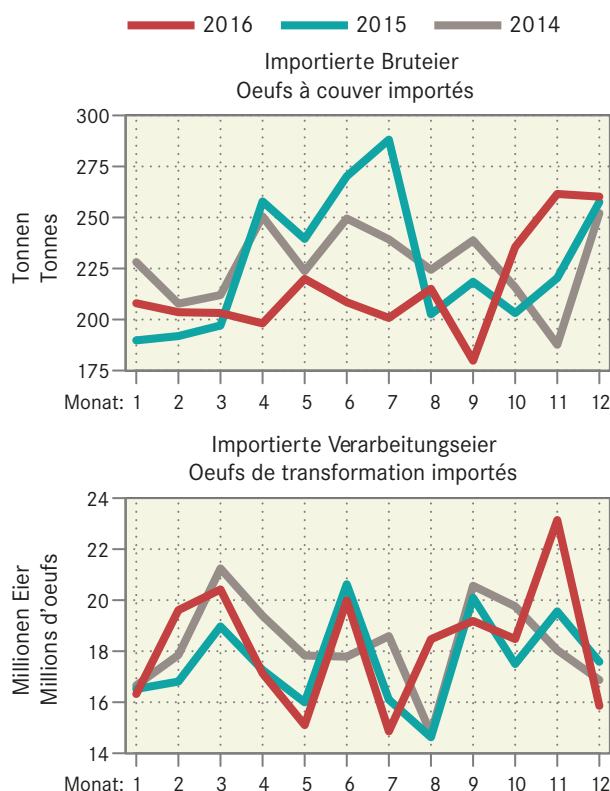 2016 2015 2014
Importierte Bruteier
Oeufs à couver importés
Tonnen
Tonnes
300
275
250
225
200
175
Monat: 1 2 3 4 5 6 7 8 9 10 11 12
Importierte Verarbeitungseier
Oeufs de transformation importés
Millionen Eier
Millions d'oeufs
24
22
20
18
16
14
Monat: 1 2 3 4 5 6 7 8 9 10 11 12